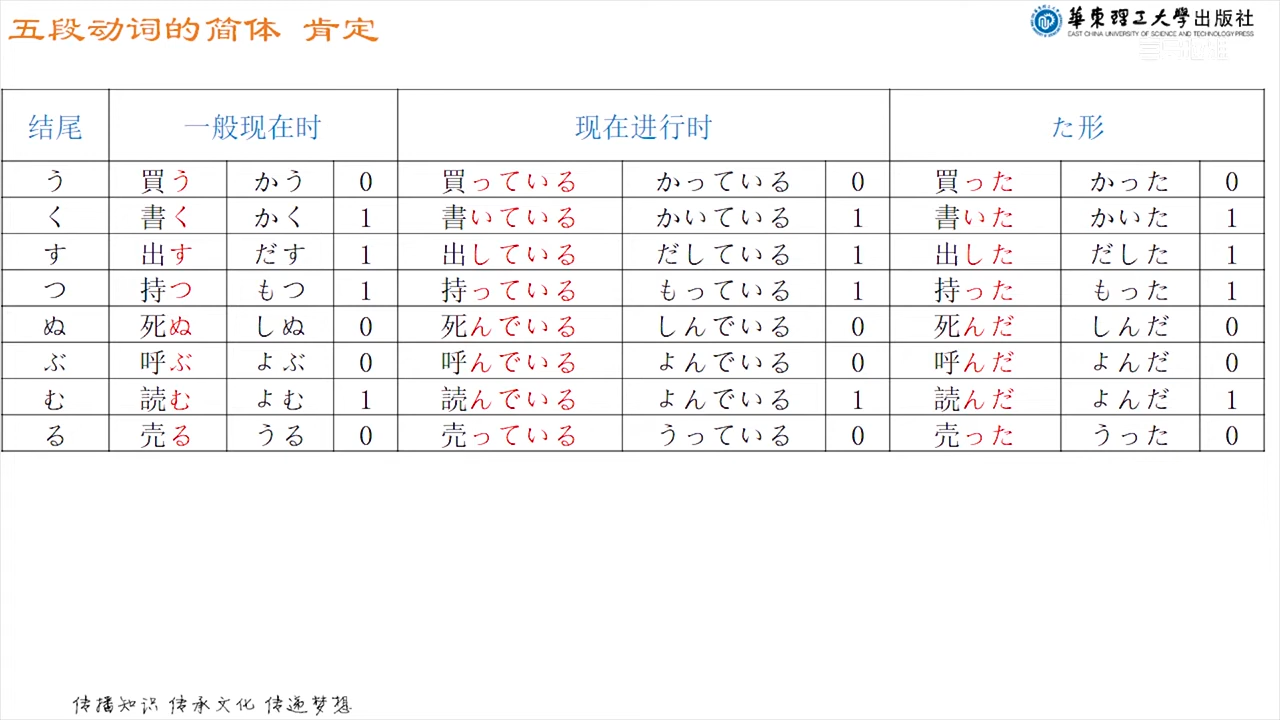 五段动词的简体 肯定
華東理工大學出版社
EAST CHINA UNIVERSITY OF SCIENCE AND TECHNOLOGY PRESS
结尾 一般现在时 现在进行时 た形
う 買う かう 0 買っている かっている 0 買った かった 0
く 書く かく 1 書いている かいている 1 書いた かいた 1
す 出す だす 1 出している だしている 1 出した だした 1
つ 持つ もつ 1 持っている もっている 1 持った もった 1
ぬ 死ぬ しぬ 0 死んでいる しんでいる 0 死んだ しんだ 0
ぶ 呼ぶ よぶ 0 呼んでいる よんでいる 0 呼んだ よんだ 0
む 読む よむ 1 読んでいる よんでいる 1 読んだ よんだ 1
る 売る うる 0 売っている うっている 0 売った うった 0
传播知识 传承文化 传递梦想